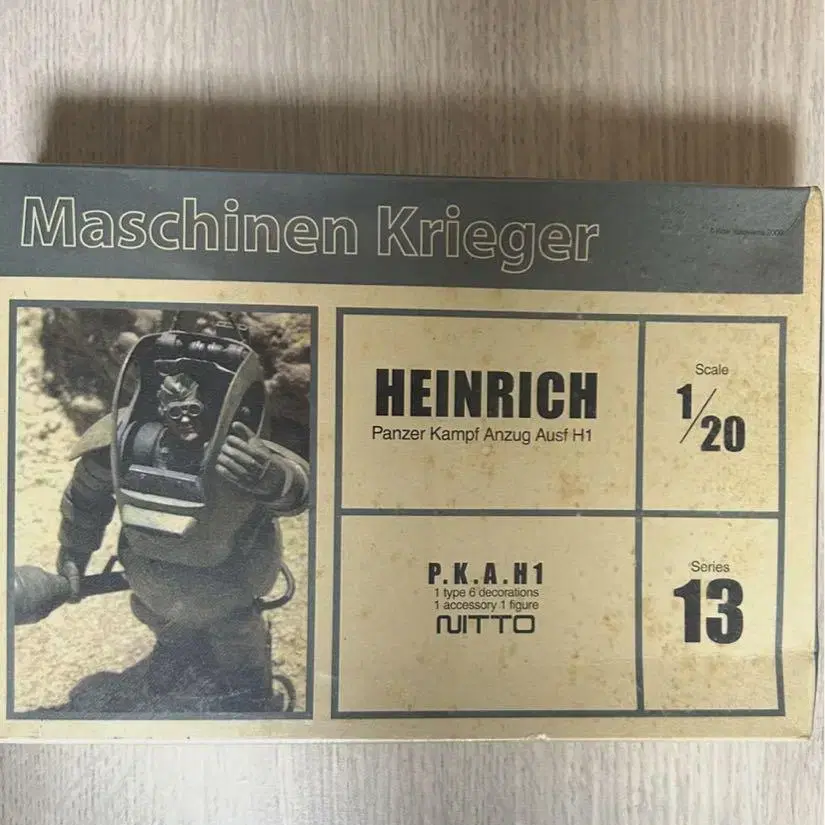 Maschinen Krieger
HEINRICH
Panzer Kampf Anzug Ausf H1
Scale
1/20
P.K.A.H1
1 type 6 decorations
1 accessory 1 figure
NITTO
Series
13